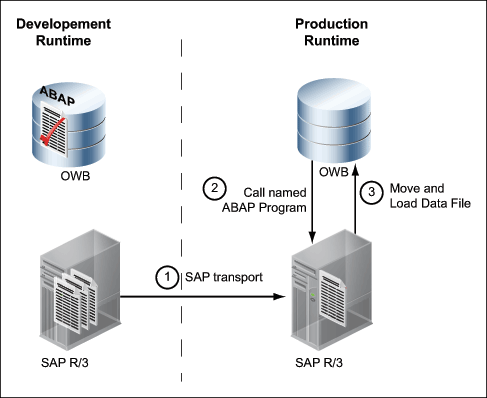 Developement
Runtime
Production
Runtime
ABAP
OWB
OWB
2
Call named
ABAP Program
3
Move and
Load Data File
1
SAP transport
SAP R/3
SAP R/3